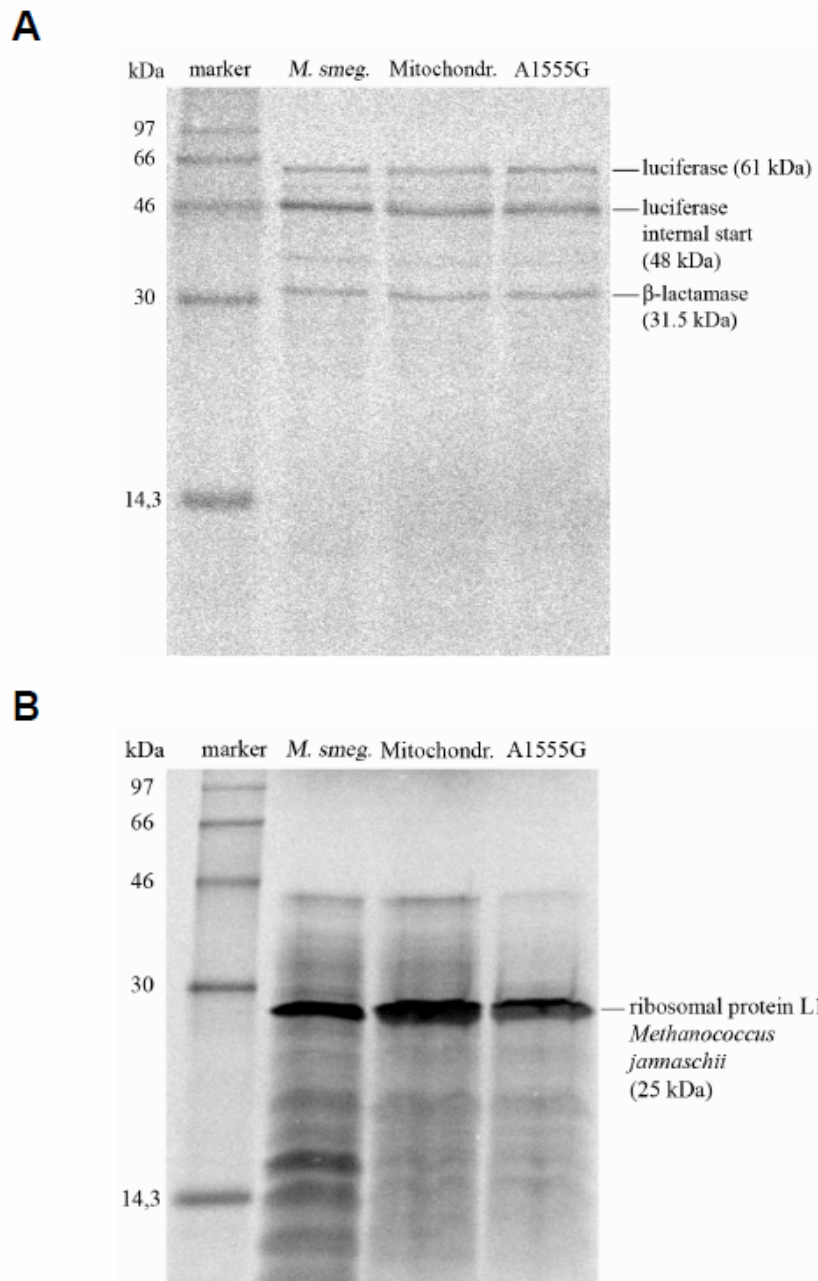 A
kDa marker M. smeg. Mitochondr. A1555G
97
66
luciferase (61 kDa)
46
luciferase
internal start
(48 kDa)
30
β-lactamase
(31.5 kDa)
14,3
B
kDa marker M. smeg. Mitochondr. A1555G
97
66
46
30
ribosomal protein L1
Methanococcus
jannaschii
(25 kDa)
14,3